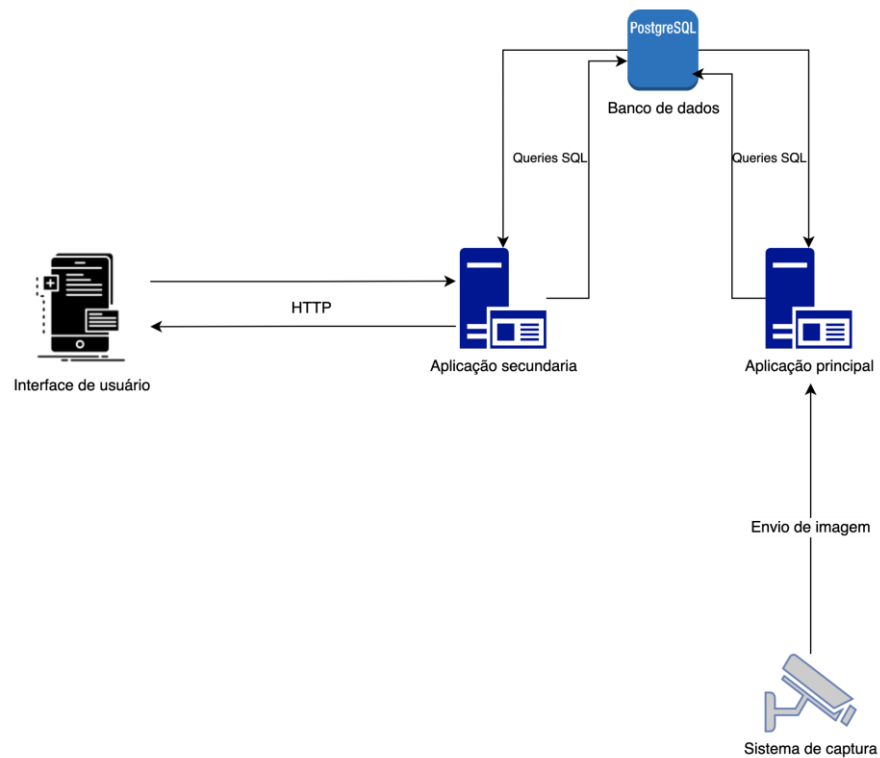 PostgreSQL
Banco de dados
Queries SQL
Queries SQL
HTTP
Interface de usuário
Aplicação secundaria
Aplicação principal
Envio de imagem
Sistema de captura